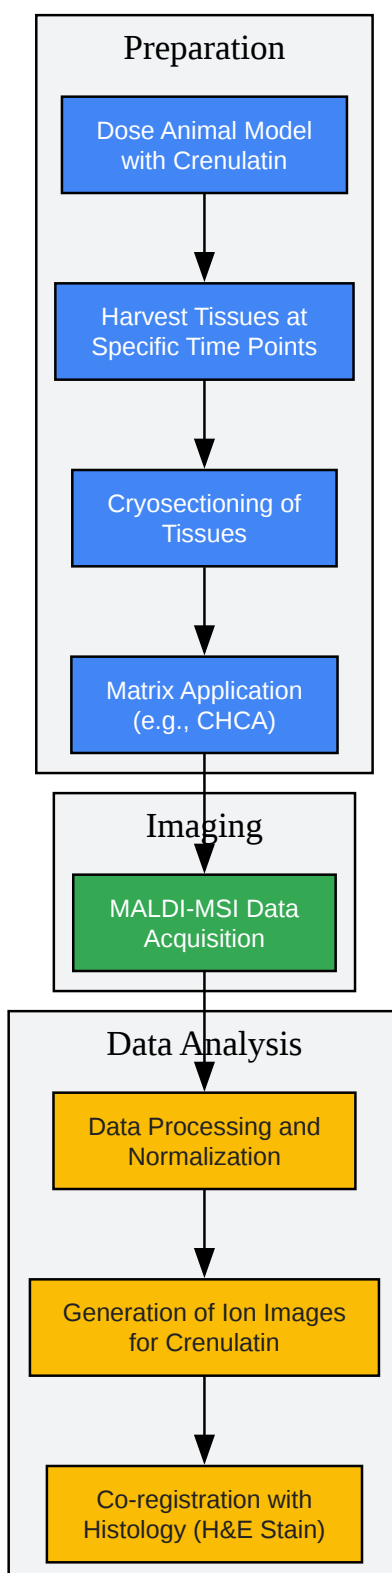 Preparation
Dose Animal Model
with Crenulatin
Harvest Tissues at
Specific Time Points
Cryosectioning of
Tissues
Matrix Application
(e.g., CHCA)
Imaging
MALDI-MSI Data
Acquisition
Data Analysis
Data Processing and
Normalization
Generation of Ion Images
for Crenulatin
Co-registration with
Histology (H&E Stain)